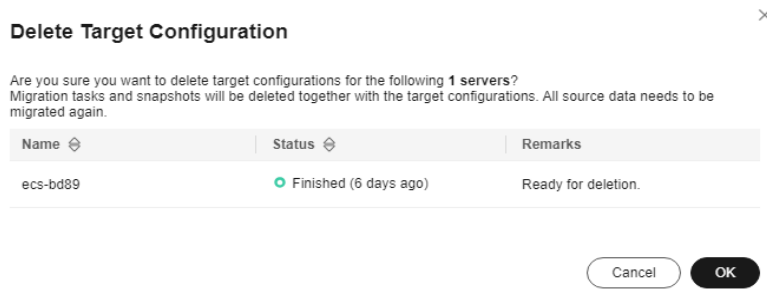 Delete Target Configuration
Are you sure you want to delete target configurations for the following 1 servers?
Migration tasks and snapshots will be deleted together with the target configurations. All source data needs to be
migrated again.
Name Status Remarks
ecs-bd89 Finished (6 days ago) Ready for deletion.
Cancel OK